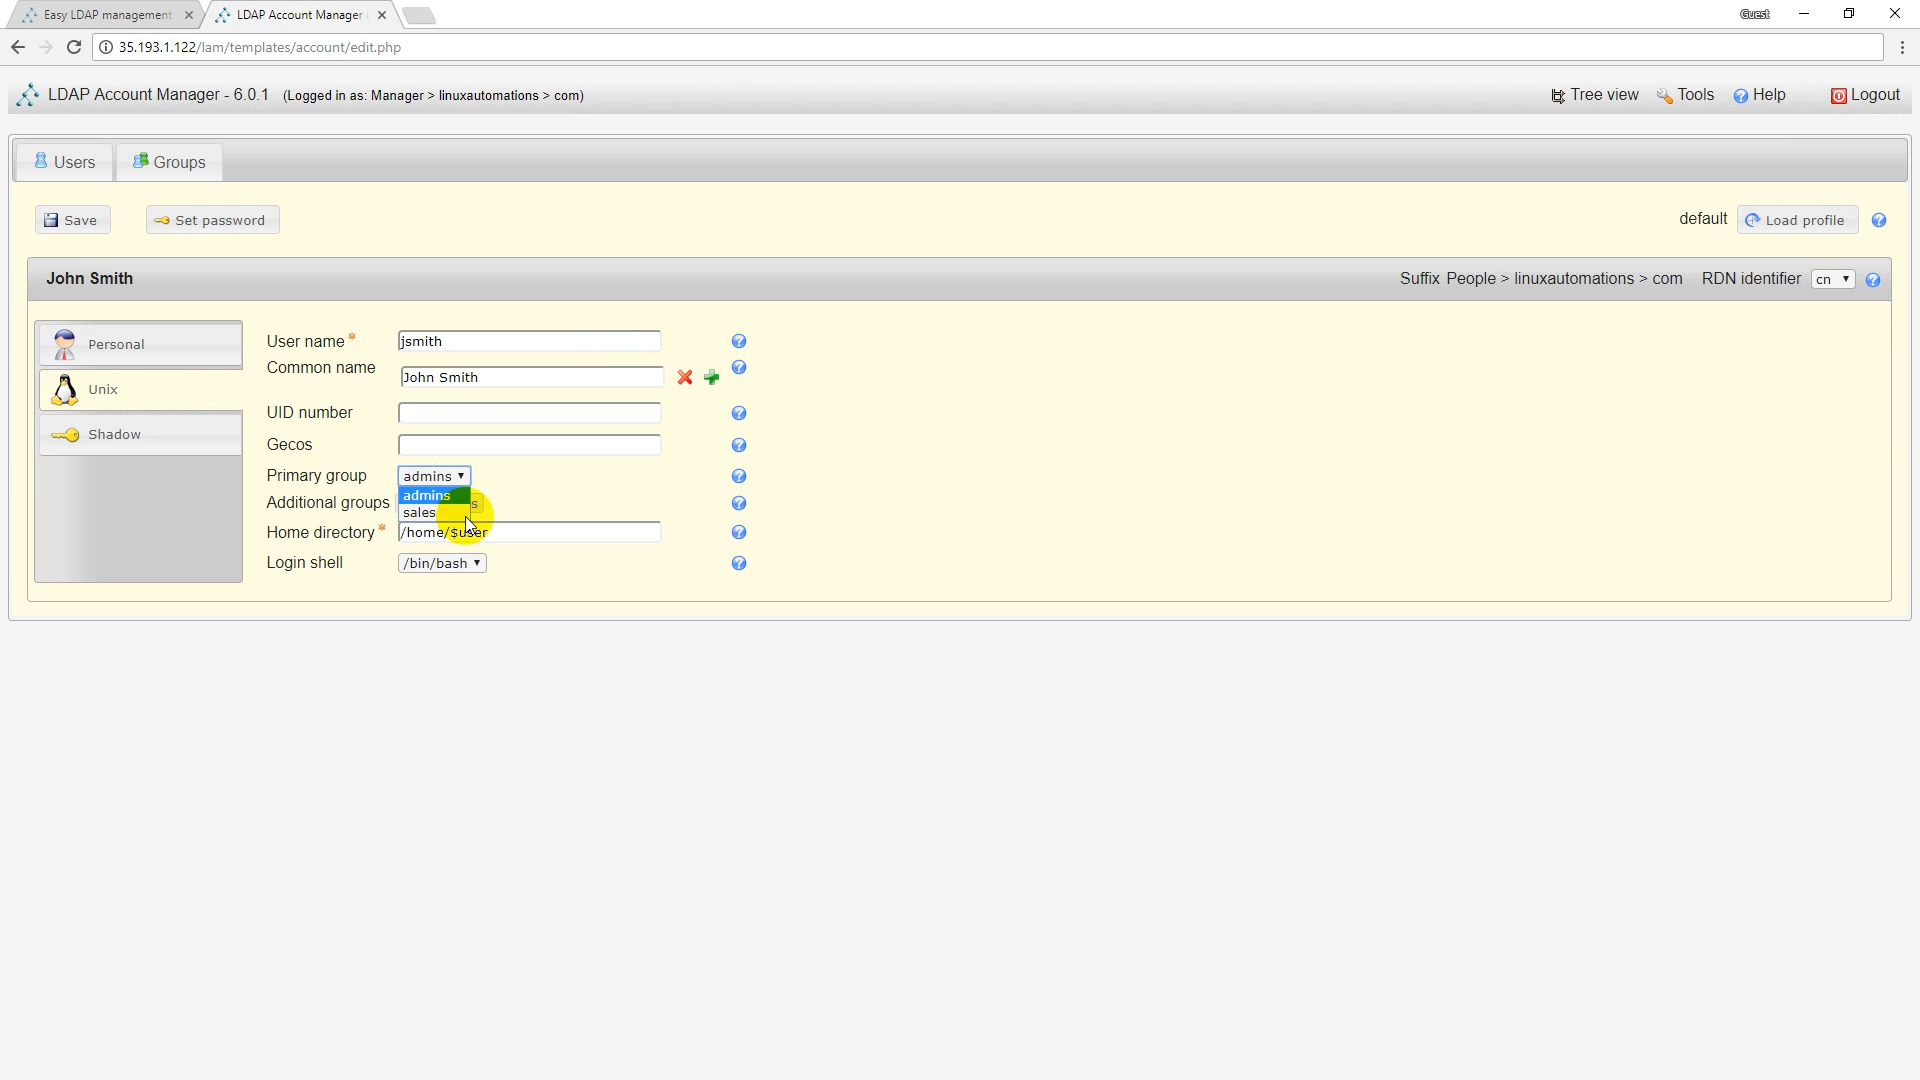 Easy LDAP management
LDAP Account Manager
Guest
35.193.1.122/lam/templates/account/edit.php
LDAP Account Manager - 6.0.1 (Logged in as: Manager > linuxautomations > com)
Tree view Tools Help Logout
Users Groups
Save Set password default Load profile
John Smith Suffix People > linuxautomations > com RDN identifier cn
Personal
Unix
Shadow
User name * jsmith
Common name John Smith
UID number
Gecos
Primary group admins
admins
sales
Additional groups
Home directory * /home/$user
Login shell /bin/bash